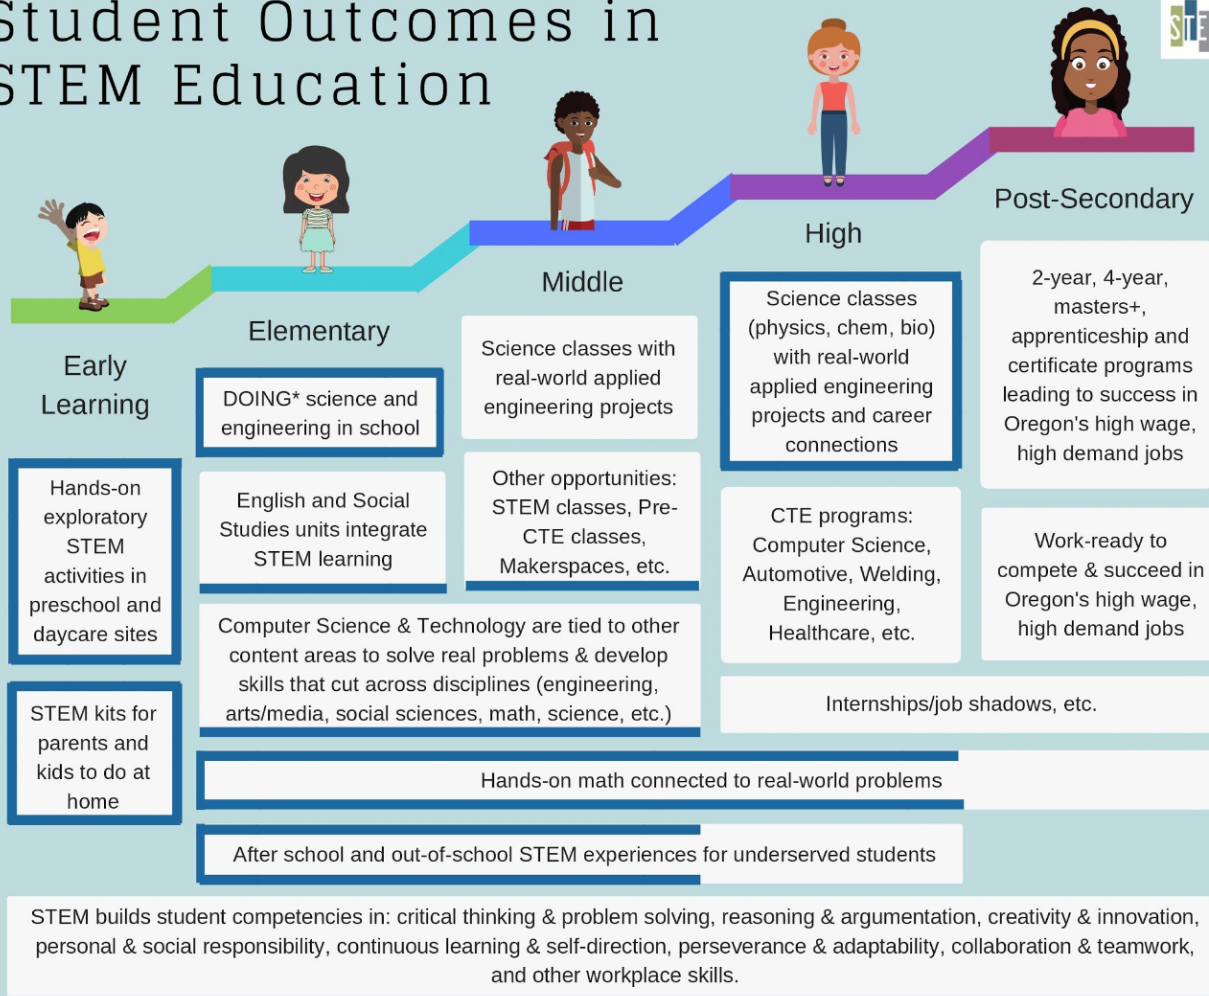 Student Outcomes in
STEM Education
STE
Early
Learning
Hands-on
exploratory
STEM
activities in
preschool and
daycare sites
STEM kits for
parents and
kids to do at
home
Elementary
DOING* science and
engineering in school
English and Social
Studies units integrate
STEM learning
Middle
Science classes with
real-world applied
engineering projects
Other opportunities:
STEM classes, Pre-
CTE classes,
Makerspaces, etc.
Computer Science & Technology are tied to other
content areas to solve real problems & develop
skills that cut across disciplines (engineering,
arts/media, social sciences, math, science, etc.)
High
Science classes
(physics, chem, bio)
with real-world
applied engineering
projects and career
connections
CTE programs:
Computer Science,
Automotive, Welding,
Engineering,
Healthcare, etc.
Post-Secondary
2-year, 4-year,
masters+,
apprenticeship and
certificate programs
leading to success in
Oregon's high wage,
high demand jobs
Work-ready to
compete & succeed in
Oregon's high wage,
high demand jobs
Internships/job shadows, etc.
Hands-on math connected to real-world problems
After school and out-of-school STEM experiences for underserved students
STEM builds student competencies in: critical thinking & problem solving, reasoning & argumentation, creativity & innovation,
personal & social responsibility, continuous learning & self-direction, perseverance & adaptability, collaboration & teamwork,
and other workplace skills.